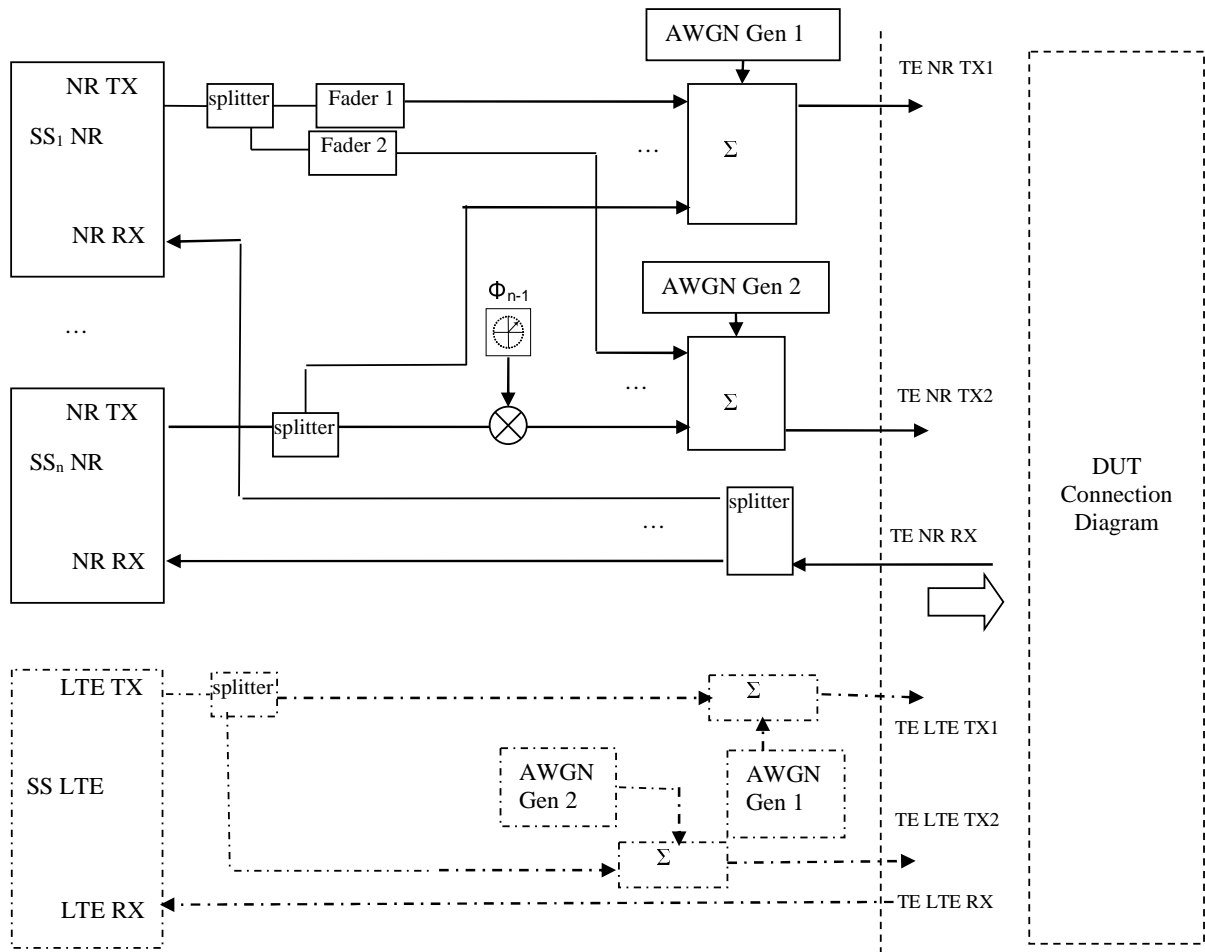 AWGN Gen 1
TE NR TX1
NR TX
splitter
Fader 1
SS₁ NR
Fader 2
...
Σ
NR RX
AWGN Gen 2
Φn-1
...
...
Σ
NR TX
TE NR TX2
splitter
SSₙ NR
DUT
Connection
Diagram
splitter
...
TE NR RX
NR RX
LTE TX
splitter
Σ
TE LTE TX1
SS LTE
AWGN
Gen 2
AWGN
Gen 1
TE LTE TX2
Σ
LTE RX
TE LTE RX